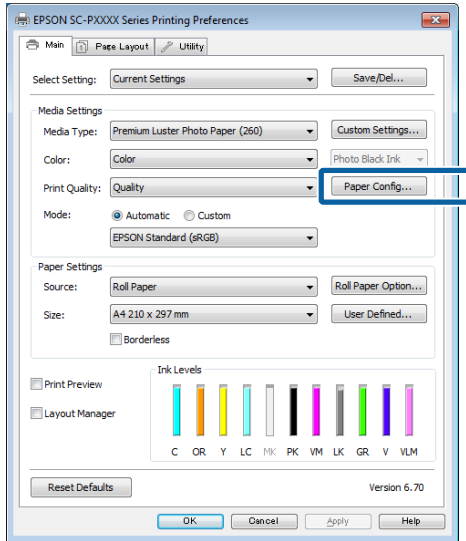 EPSON SC-PXXXX Series Printing Preferences
Main Page Layout Utility
Select Setting: Current Settings Save/Del...
Media Settings
Media Type: Premium Luster Photo Paper (260) Custom Settings...
Color: Color Photo Black Ink
Print Quality: Quality Paper Config...
Mode: Automatic Custom
EPSON Standard (sRGB)
Paper Settings
Source: Roll Paper Roll Paper Option...
Size: A4 210 x 297 mm User Defined...
Borderless
Ink Levels
Print Preview
Layout Manager
C OR Y LC MK PK VM LK GR V VLM
Reset Defaults Version 6.70
OK Cancel Apply Help